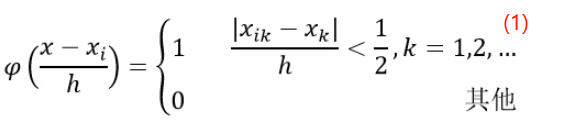 (1)
φ((x − x_i)/h) = { 1 |x_ik − x_k|/h < 1/2, k = 1,2, …
0 其他